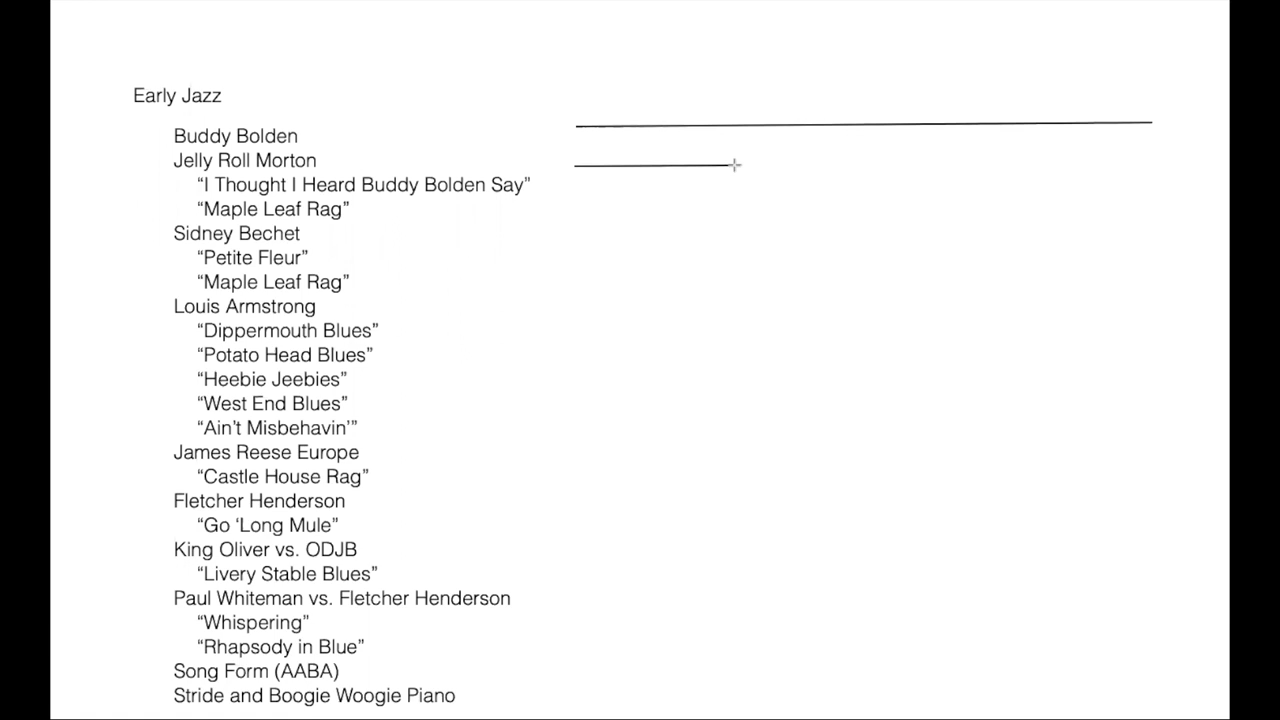 Early Jazz
Buddy Bolden
Jelly Roll Morton
“I Thought I Heard Buddy Bolden Say”
“Maple Leaf Rag”
Sidney Bechet
“Petite Fleur”
“Maple Leaf Rag”
Louis Armstrong
“Dippermouth Blues”
“Potato Head Blues”
“Heebie Jeebies”
“West End Blues”
“Ain’t Misbehavin’”
James Reese Europe
“Castle House Rag”
Fletcher Henderson
“Go ‘Long Mule”
King Oliver vs. ODJB
“Livery Stable Blues”
Paul Whiteman vs. Fletcher Henderson
“Whispering”
“Rhapsody in Blue”
Song Form (AABA)
Stride and Boogie Woogie Piano